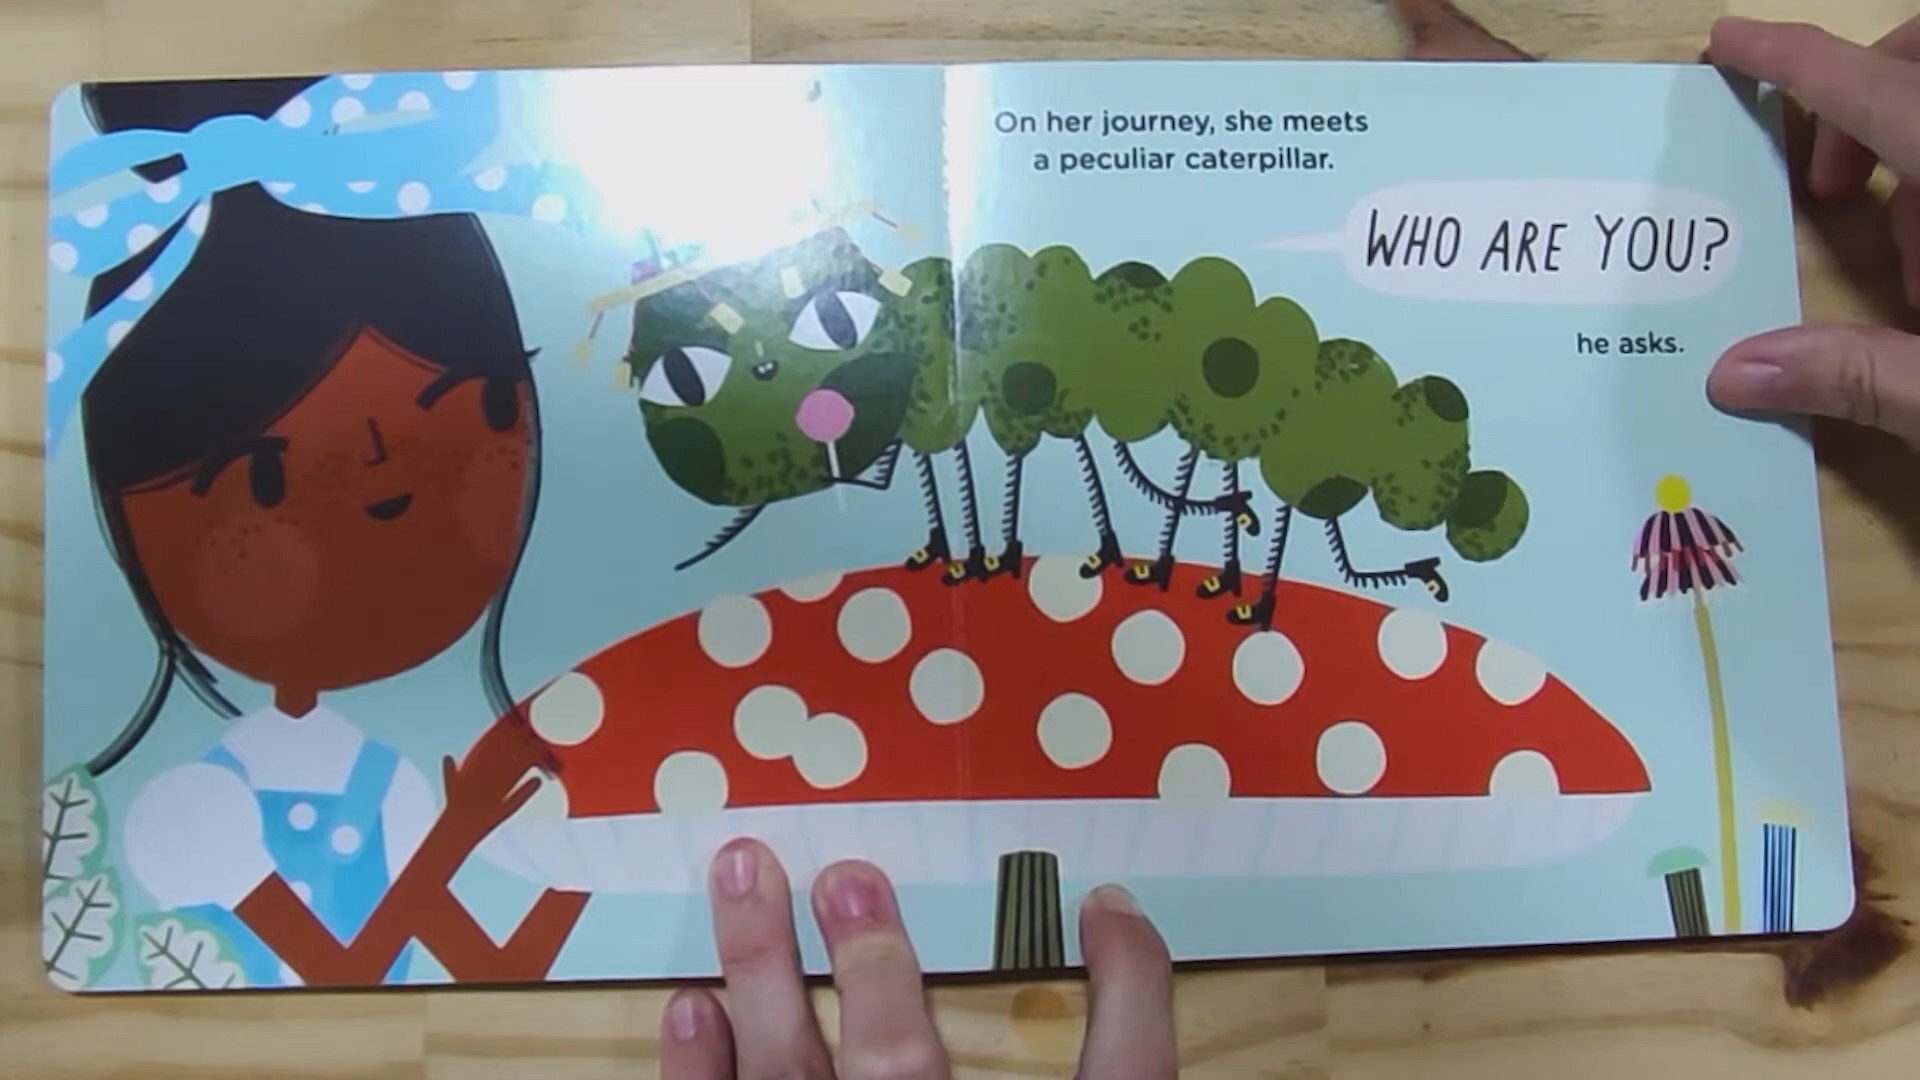 On her journey, she meets
a peculiar caterpillar.
WHO ARE YOU?
he asks.